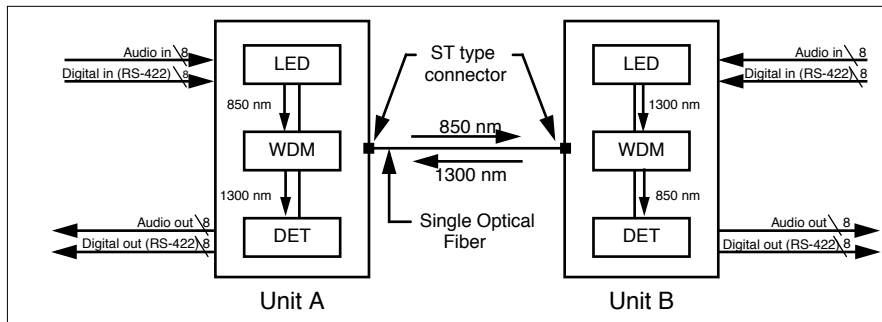 Audio in 8
Digital in (RS-422) 8
LED
850 nm
WDM
1300 nm
DET
Audio out 8
Digital out (RS-422) 8
Unit A
ST type
connector
850 nm
1300 nm
Single Optical
Fiber
Audio in 8
Digital in (RS-422) 8
LED
1300 nm
WDM
850 nm
DET
Audio out 8
Digital out (RS-422) 8
Unit B